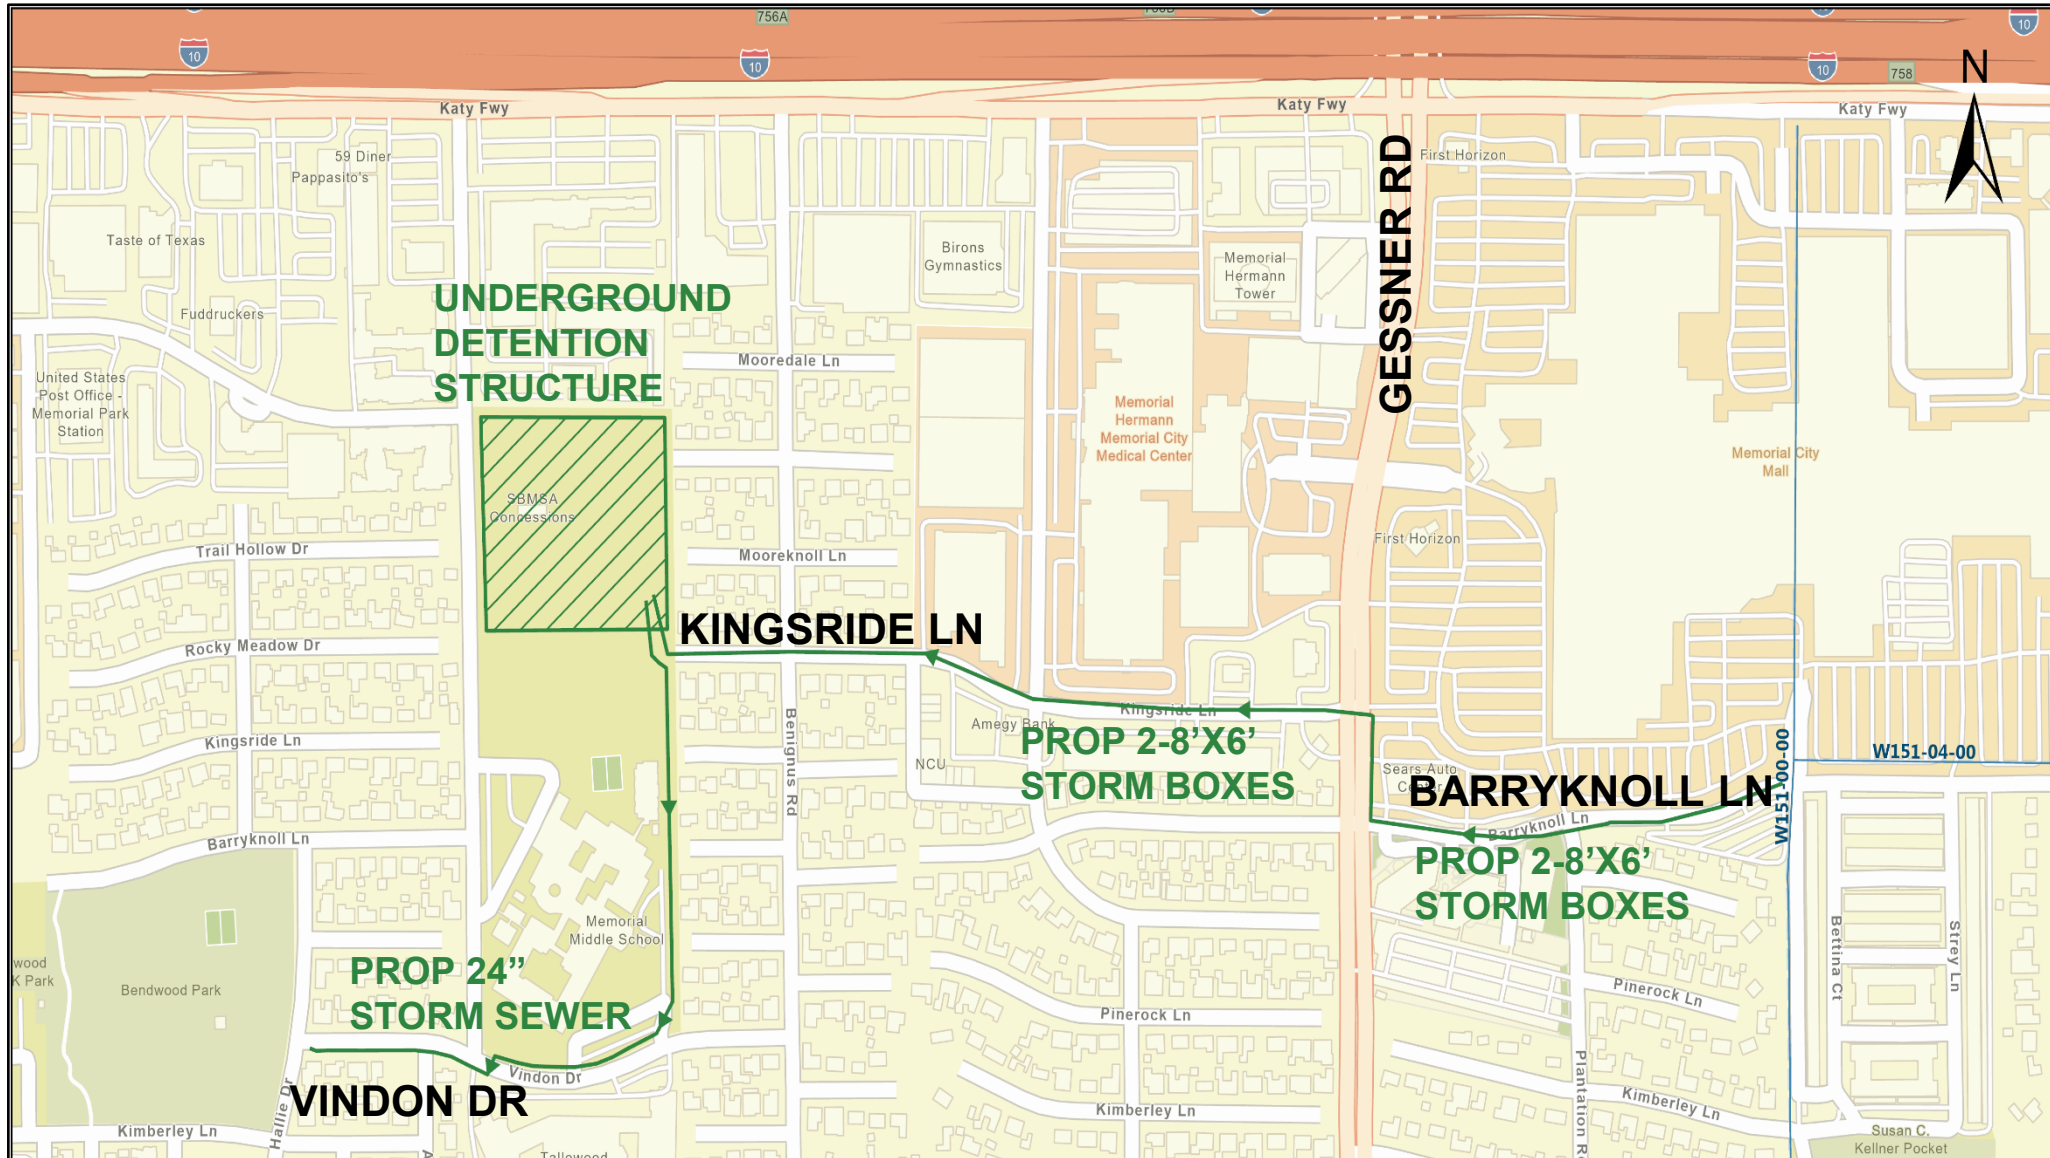 756A
10
10
10
10
758
N
Katy Fwy
Katy Fwy
Katy Fwy
GESSNER RD
59 Diner
Pappasito's
First Horizon
Taste of Texas
Birons
Gymnastics
Memorial
Hermann
Tower
UNDERGROUND
DETENTION
STRUCTURE
Fuddruckers
Mooredale Ln
United States
Post Office -
Memorial Park
Station
Memorial
Hermann
Memorial City
Medical Center
Memorial City
Mall
SBMSA
Concessions
First Horizon
Trail Hollow Dr
Mooreknoll Ln
KINGSRIDE LN
Rocky Meadow Dr
Kingsride Ln
Amegy Bank
Benignus Rd
Kingsride Ln
PROP 2-8'X6'
STORM BOXES
NCU
W151-00-00
W151-04-00
Sears Auto
Center
BARRYKNOLL LN
Barryknoll Ln
Barryknoll Ln
PROP 2-8'X6'
STORM BOXES
Memorial
Middle School
Bettina Ct
Strey Ln
wood
K Park
Bendwood Park
PROP 24”
STORM SEWER
Pinerock Ln
Pinerock Ln
Vindon Dr
VINDON DR
Hallie Dr
Plantation R
Kimberley Ln
Kimberley Ln
Kimberley Ln
Susan C.
Kellner Pocket
Tallowood